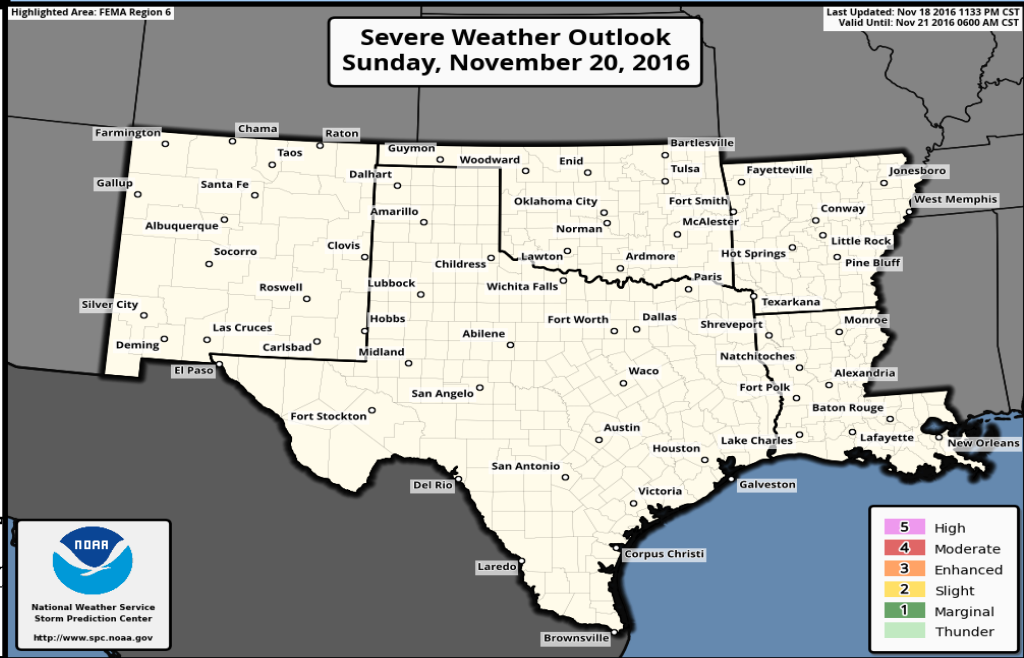 Highlighted Area: FEMA Region 6
Last Updated: Nov 18 2016 1133 PM CST
Valid Until: Nov 21 2016 0600 AM CST
Severe Weather Outlook
Sunday, November 20, 2016
Farmington
Chama
Raton
Guymon
Bartlesville
Taos
Woodward
Enid
Tulsa
Fayetteville
Jonesboro
Dalhart
Gallup
Santa Fe
Oklahoma City
Fort Smith
West Memphis
Amarillo
Conway
Albuquerque
Norman
McAlester
Little Rock
Socorro
Clovis
Childress
Lawton
Ardmore
Hot Springs
Pine Bluff
Roswell
Lubbock
Wichita Falls
Paris
Silver City
Texarkana
Hobbs
Las Cruces
Abilene
Fort Worth
Dallas
Shreveport
Monroe
Deming
Carlsbad
Midland
Natchitoches
El Paso
Waco
Alexandria
San Angelo
Fort Polk
Fort Stockton
Baton Rouge
Austin
Lake Charles
Lafayette
New Orleans
Houston
San Antonio
Del Rio
Galveston
Victoria
Corpus Christi
Laredo
Brownsville
NOAA
National Weather Service
Storm Prediction Center
http://www.spc.noaa.gov
5 High
4 Moderate
3 Enhanced
2 Slight
1 Marginal
Thunder